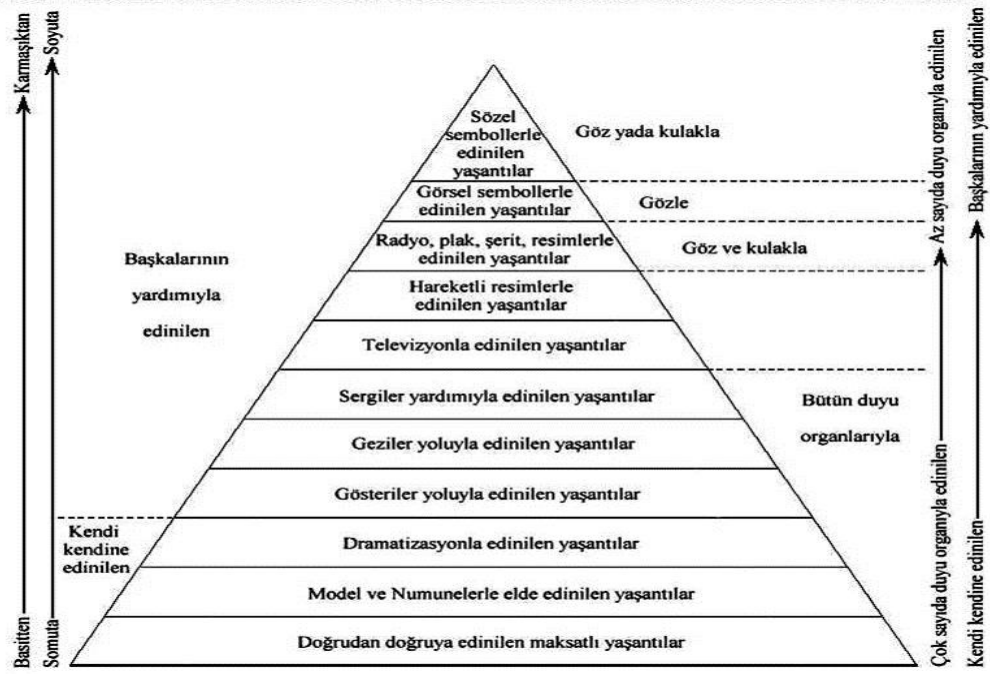 Karmaşıktan
Soyuta
Basitten
Somuta
Başkalarının
yardımıyla
edinilen
Kendi
kendine
edinilen
Sözel
sembollerle
edinilen
yaşantılar
Görsel sembollerle
edinilen yaşantılar
Radyo, plak, şerit, resimlerle
edinilen yaşantılar
Hareketli resimlerle
edinilen yaşantılar
Televizyonla edinilen yaşantılar
Sergiler yardımıyla edinilen yaşantılar
Geziler yoluyla edinilen yaşantılar
Gösteriler yoluyla edinilen yaşantılar
Dramatizasyonla edinilen yaşantılar
Model ve Numunelerle elde edinilen yaşantılar
Doğrudan doğruya edinilen maksatlı yaşantılar
Göz yada kulakla
Gözle
Göz ve kulakla
Bütün duyu
organlarıyla
Az sayıda duyu organıyla edinilen
Çok sayıda duyu organıyla edinilen
Başkalarının yardımıyla edinilen
Kendi kendine edinilen